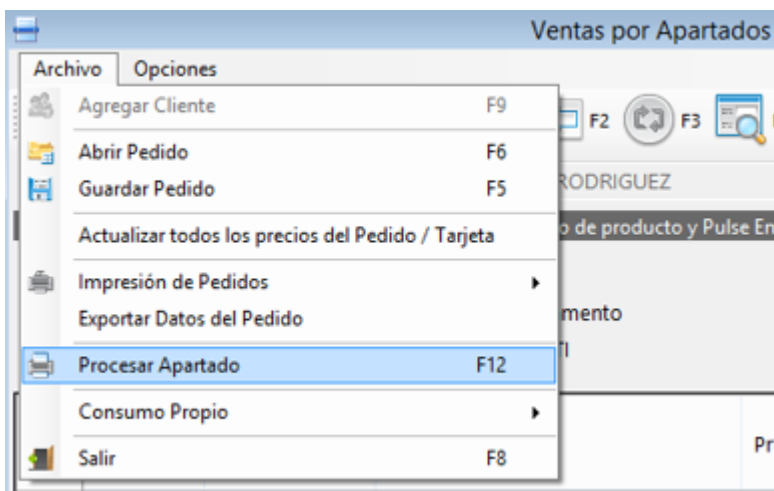 Ventas por Apartados
Archivo Opciones
Agregar Cliente F9
F2 F3
Abrir Pedido F6
Guardar Pedido F5
RODRIGUEZ
Actualizar todos los precios del Pedido / Tarjeta
o de producto y Pulse En
Impresión de Pedidos
mento
Exportar Datos del Pedido
TI
Procesar Apartado F12
Consumo Propio
Pr
Salir F8